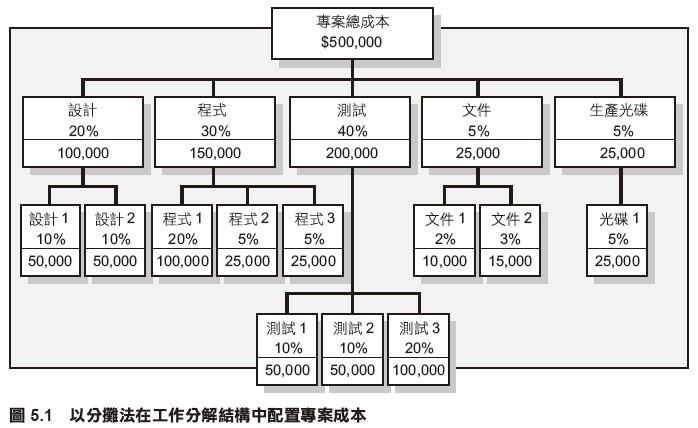 專案總成本
$500,000
設計
20%
100,000
程式
30%
150,000
測試
40%
200,000
文件
5%
25,000
生產光碟
5%
25,000
設計 1
10%
50,000
設計 2
10%
50,000
程式 1
20%
100,000
程式 2
5%
25,000
程式 3
5%
25,000
文件 1
2%
10,000
文件 2
3%
15,000
光碟 1
5%
25,000
測試 1
10%
50,000
測試 2
10%
50,000
測試 3
20%
100,000
圖 5.1 以分攤法在工作分解結構中配置專案成本